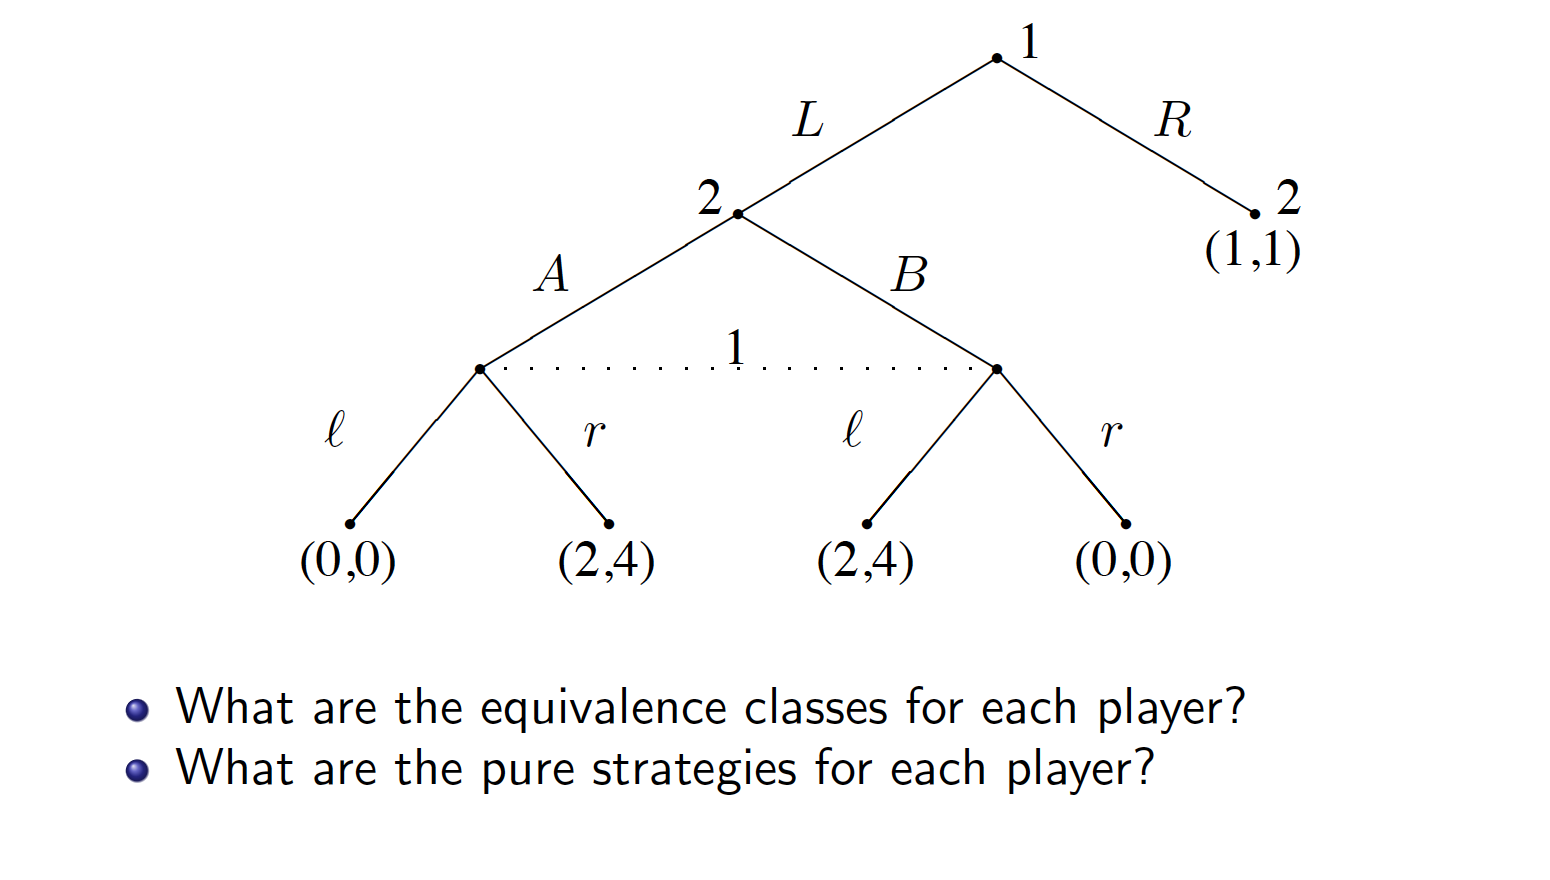 1
L R
2 2
(1,1)
A B
1
ℓ r ℓ r
(0,0) (2,4) (2,4) (0,0)
What are the equivalence classes for each player?
What are the pure strategies for each player?